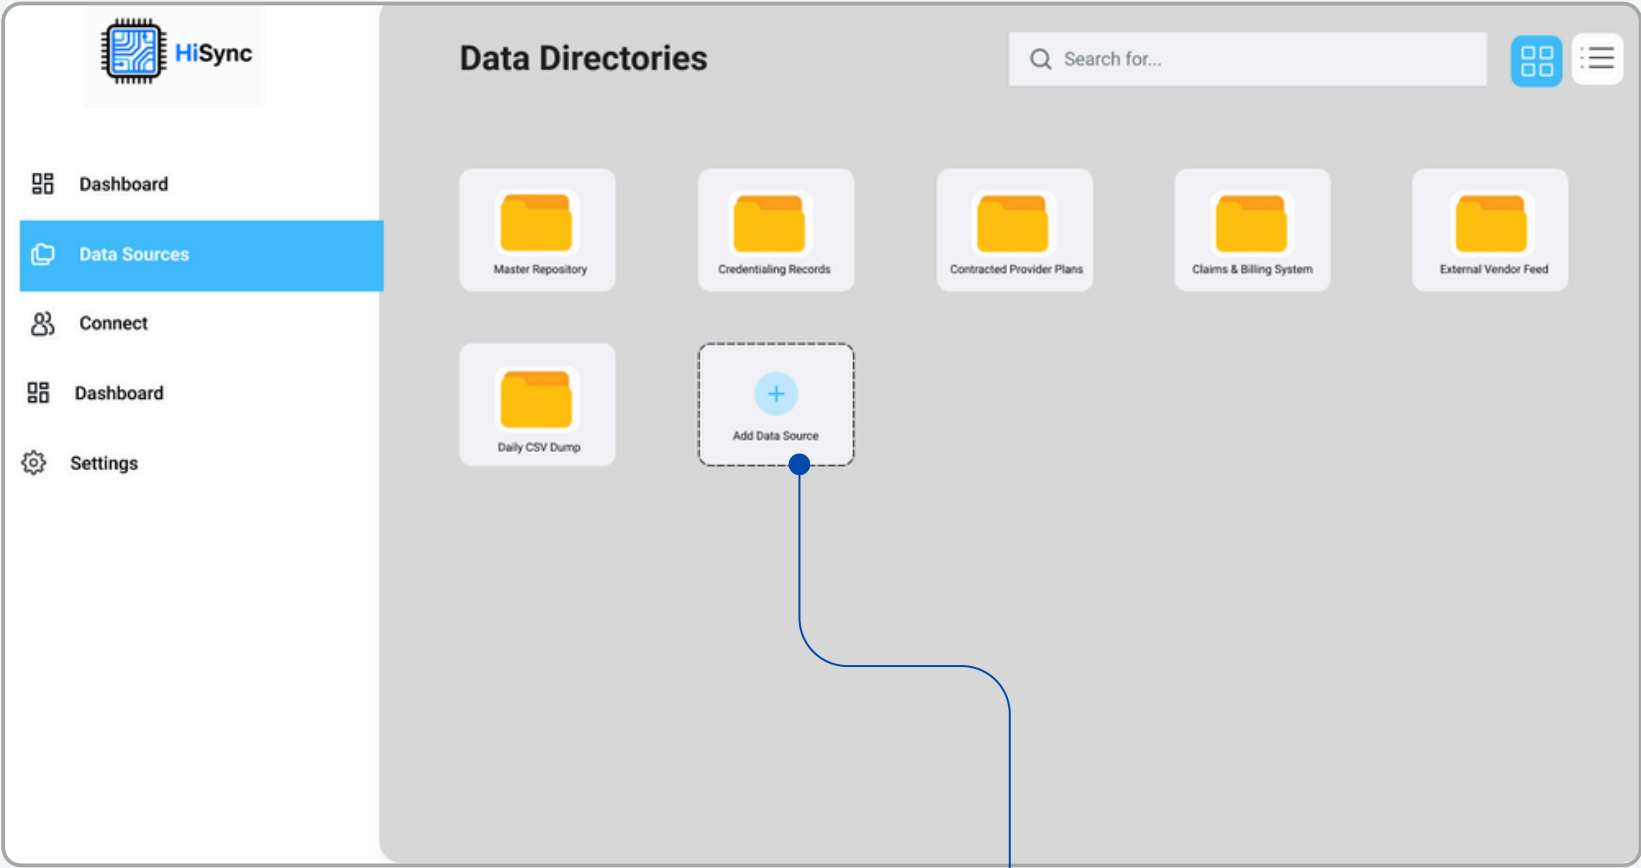 HiSync
Data Directories
Search for...
Dashboard
Data Sources
Connect
Dashboard
Settings
Master Repository
Credentialing Records
Contracted Provider Plans
Claims & Billing System
External Vendor Feed
Daily CSV Dump
Add Data Source